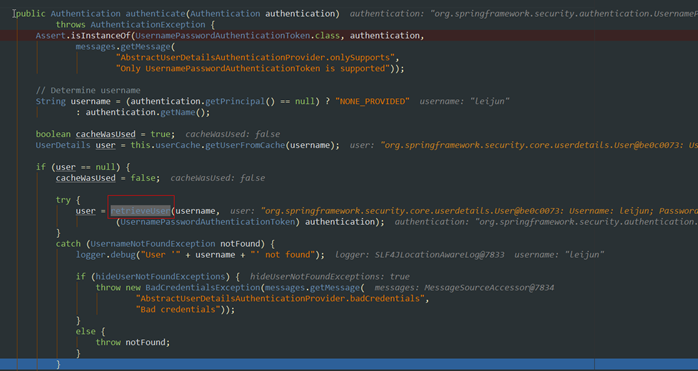 public Authentication authenticate(Authentication authentication)  authentication: "org.springframework.security.authentication.UsernameP
throws AuthenticationException {
Assert.isInstanceOf(UsernamePasswordAuthenticationToken.class, authentication,
messages.getMessage(
"AbstractUserDetailsAuthenticationProvider.onlySupports",
"Only UsernamePasswordAuthenticationToken is supported"));
// Determine username
String username = (authentication.getPrincipal() == null) ? "NONE_PROVIDED"  username: "leijun"
: authentication.getName();
boolean cacheWasUsed = true;  cacheWasUsed: false
UserDetails user = this.userCache.getUserFromCache(username);  user: "org.springframework.security.core.userdetails.User@be0c0073: Us
if (user == null) {
cacheWasUsed = false;  cacheWasUsed: false
try {
user = retrieveUser(username,  user: "org.springframework.security.core.userdetails.User@be0c0073: Username: leijun; Password
(UsernamePasswordAuthenticationToken) authentication);  authentication: "org.springframework.security.authentication.
}
catch (UsernameNotFoundException notFound) {
logger.debug("User '" + username + "' not found");  logger: SLF4JLocationAwareLog@7833  username: "leijun"
if (hideUserNotFoundExceptions) {  hideUserNotFoundExceptions: true
throw new BadCredentialsException(messages.getMessage(  messages: MessageSourceAccessor@7834
"AbstractUserDetailsAuthenticationProvider.badCredentials",
"Bad credentials"));
}
else {
throw notFound;
}
}